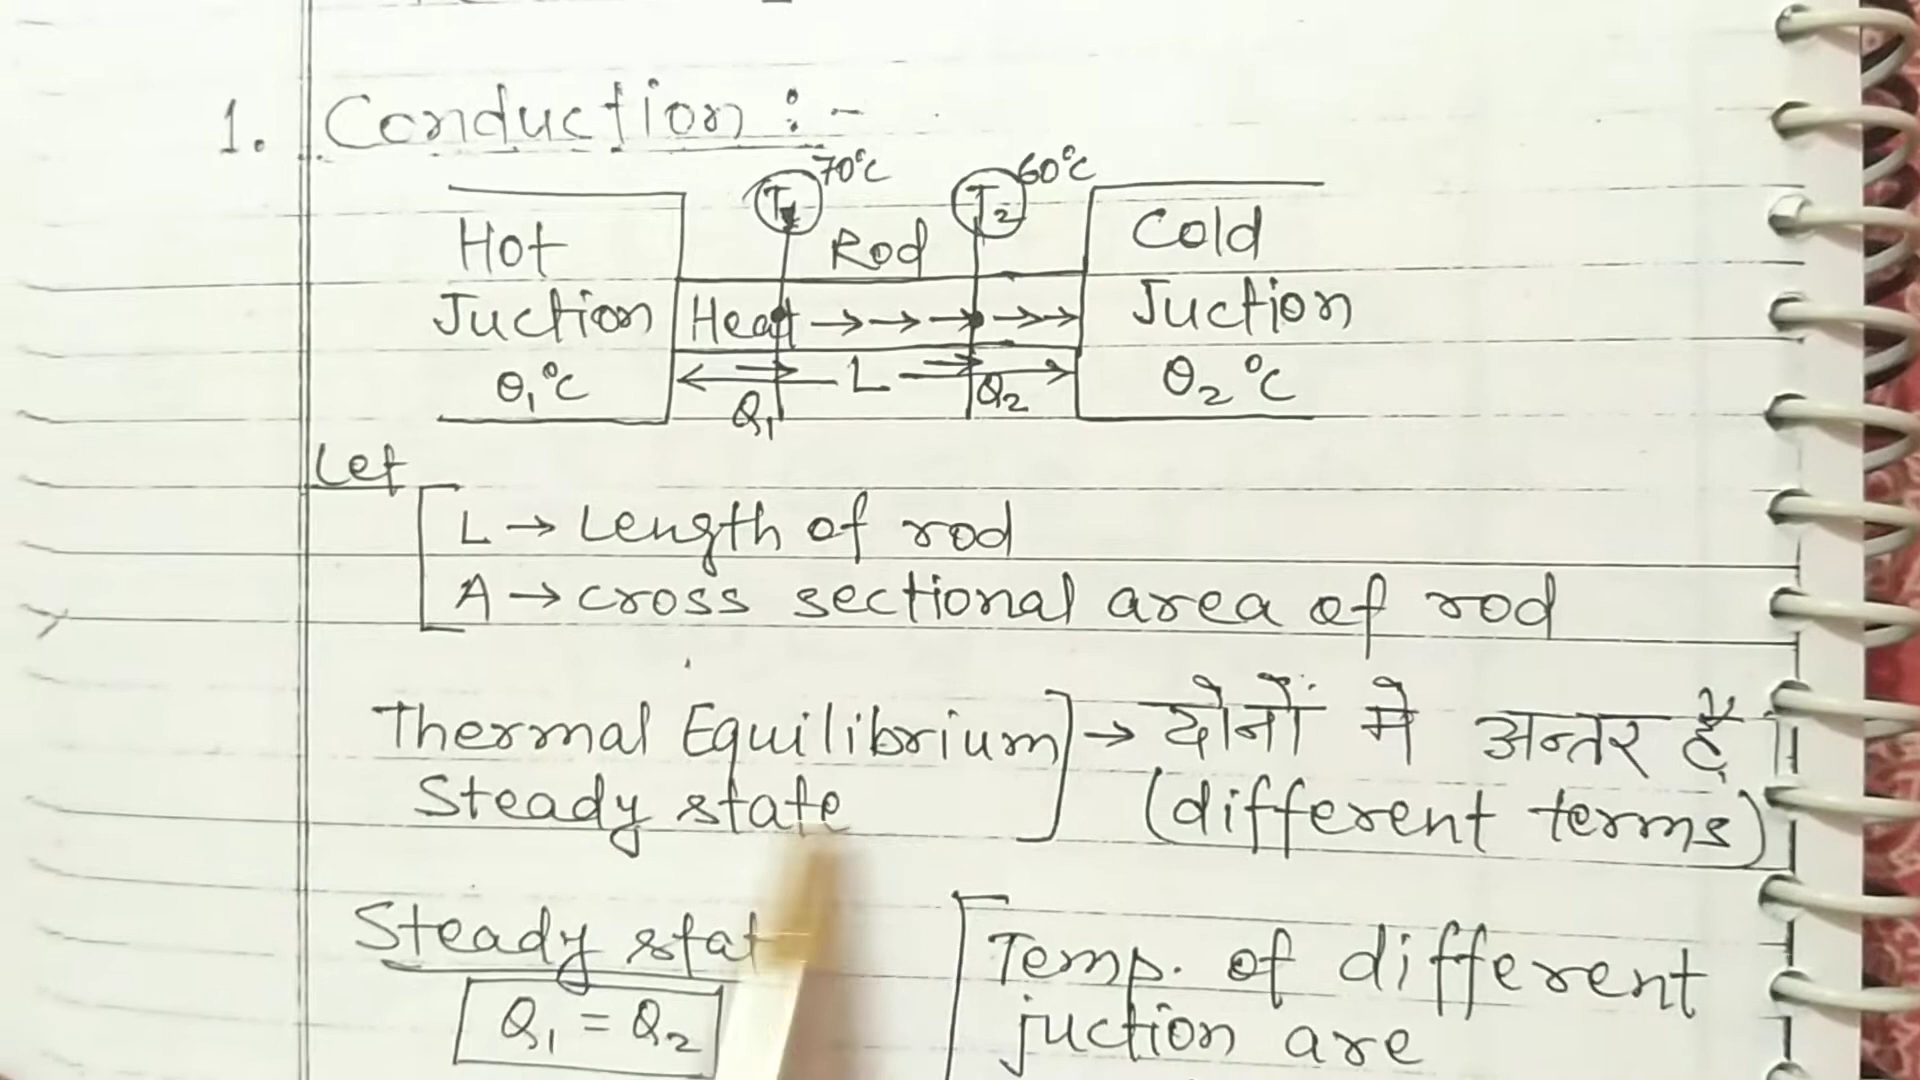 1. Conduction :-
70°C 60°C
T1 T2
Hot Rod Cold
Juction Heat Juction
θ1°C L θ2°C
Q1 Q2
Let
L → Length of rod
A → cross sectional area of rod
Thermal Equilibrium → दोनों मे अन्तर है
Steady state (different terms)
Steady stat
Temp. of different
Q1 = Q2
juction are